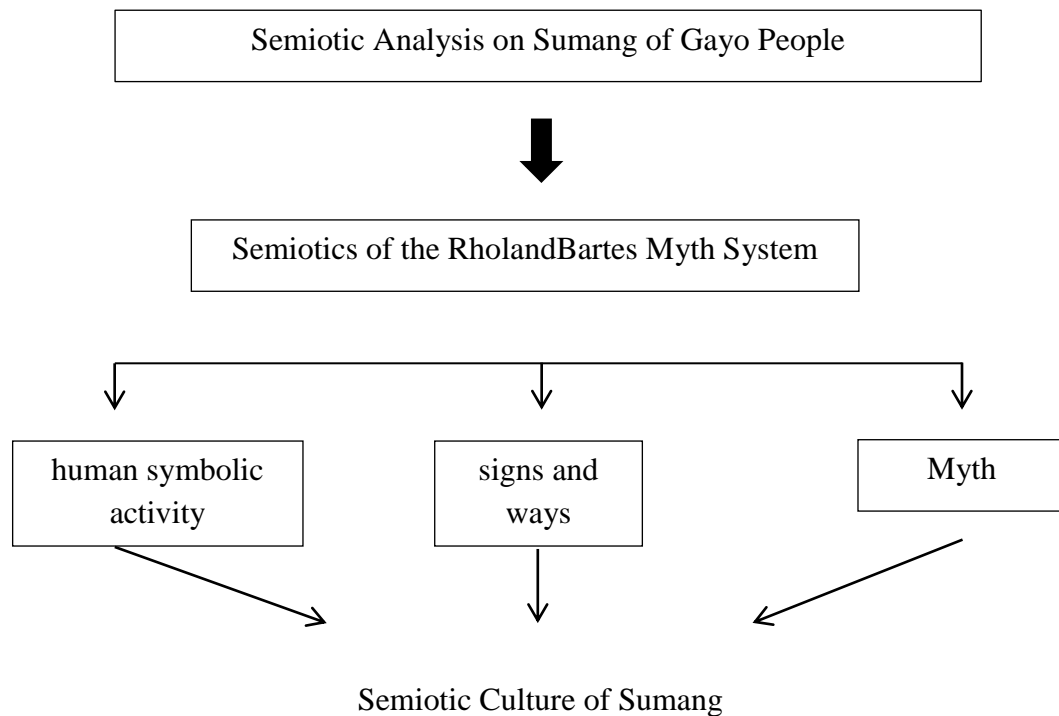 Semiotic Analysis on Sumang of Gayo People
Semiotics of the RholandBartes Myth System
human symbolic
activity
signs and
ways
Myth
Semiotic Culture of Sumang